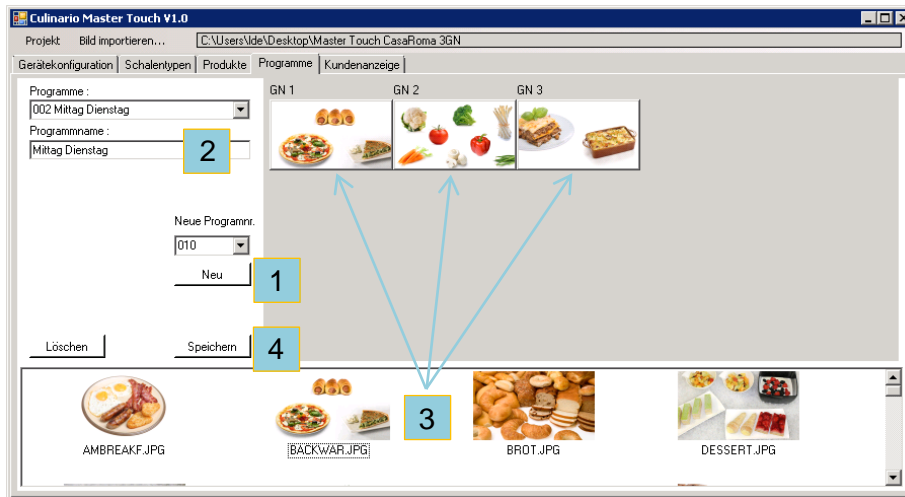 Culinario Master Touch V1.0
Projekt Bild importieren... C:\Users\lde\Desktop\Master Touch CasaRoma 3GN
Gerätekonfiguration Schalentypen Produkte Programme Kundenanzeige
Programme :
002 Mittag Dienstag
Programmname :
Mittag Dienstag
2
GN 1 GN 2 GN 3
Neue Programnr.
010
Neu
1
Löschen Speichern
4
3
AMBREAKF.JPG BACKWAR.JPG BROT.JPG DESSERT.JPG